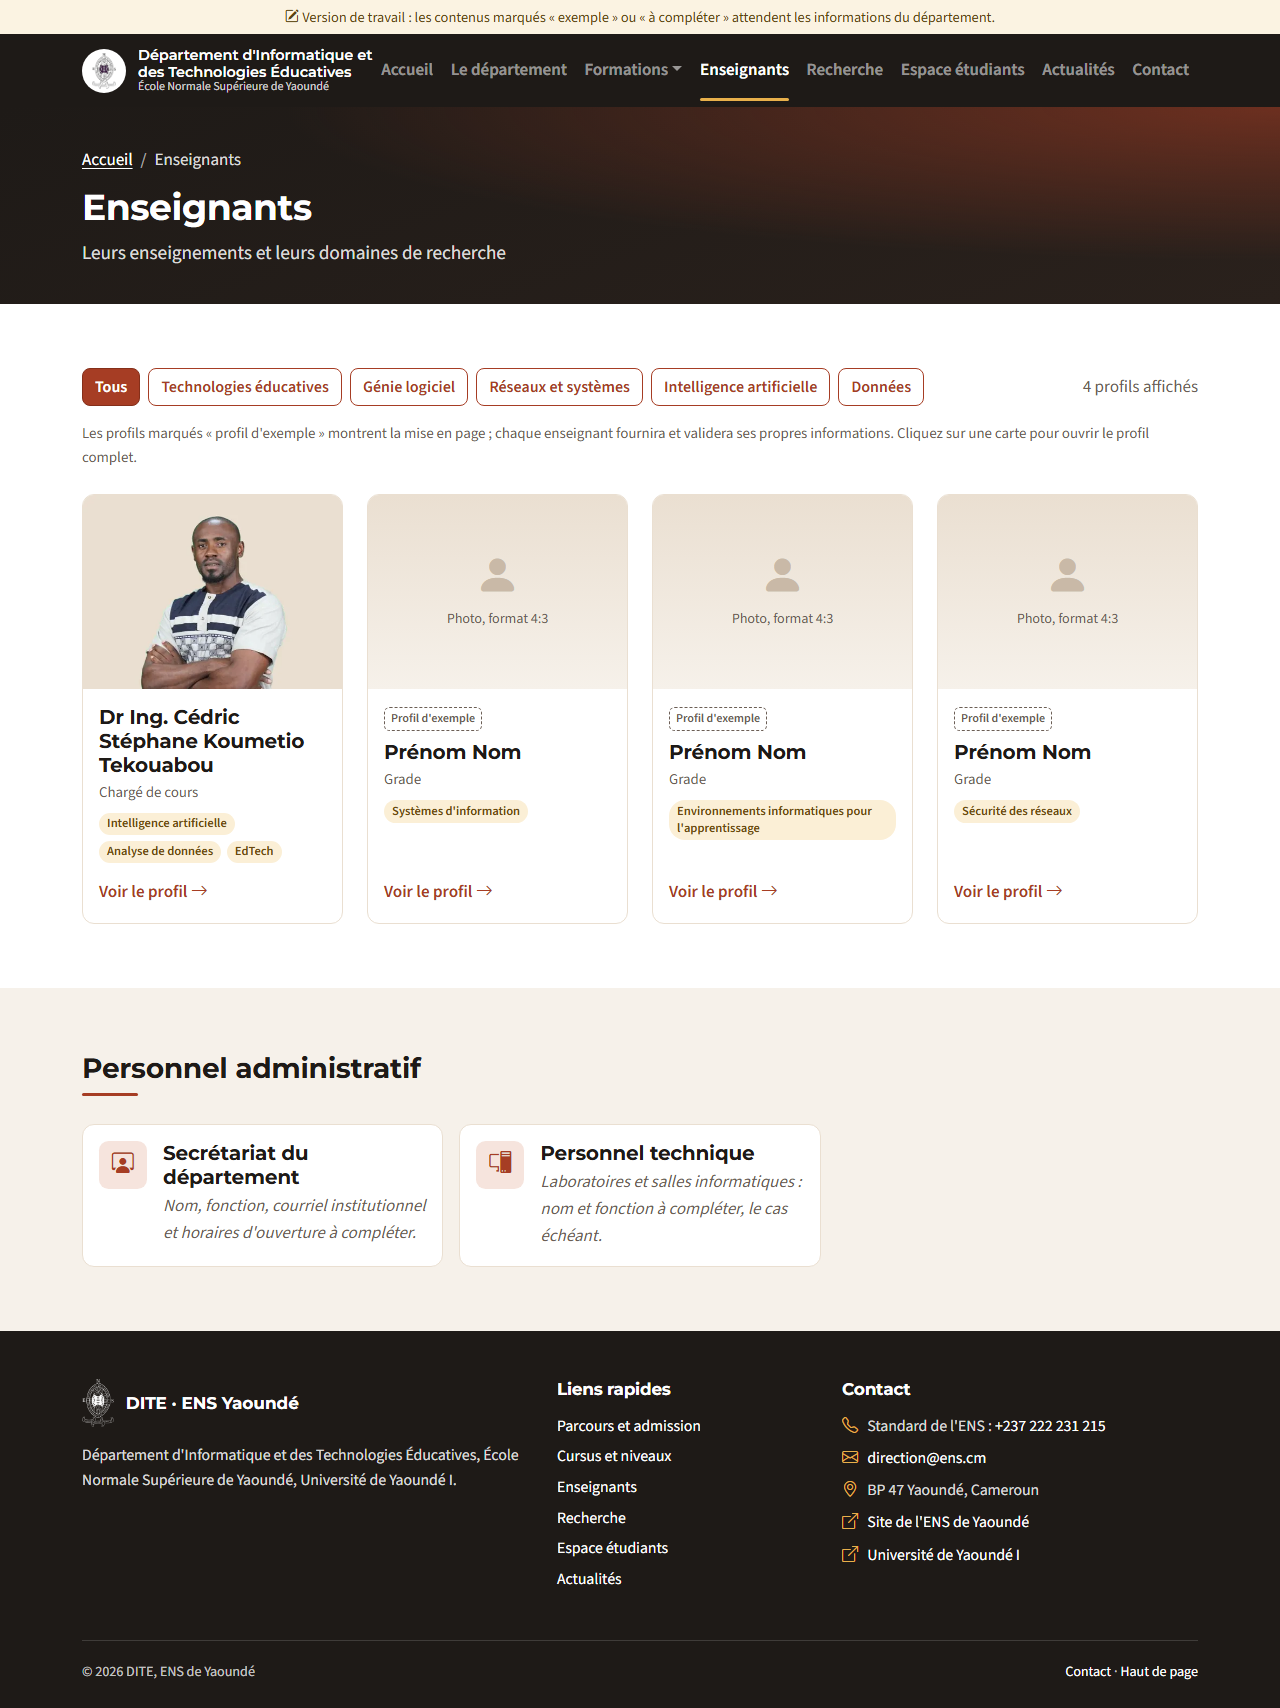 Version de travail : les contenus marqués « exemple » ou « à compléter » attendent les informations du département.
Département d'Informatique et
des Technologies Éducatives
École Normale Supérieure de Yaoundé
Accueil
Le département
Formations
Enseignants
Recherche
Espace étudiants
Actualités
Contact
Accueil / Enseignants
Enseignants
Leurs enseignements et leurs domaines de recherche
Tous
Technologies éducatives
Génie logiciel
Réseaux et systèmes
Intelligence artificielle
Données
4 profils affichés
Les profils marqués « profil d'exemple » montrent la mise en page ; chaque enseignant fournira et validera ses propres informations. Cliquez sur une carte pour ouvrir le profil
complet.
Dr Ing. Cédric
Stéphane Koumetio
Tekouabou
Chargé de cours
Intelligence artificielle
Analyse de données
EdTech
Voir le profil
Photo, format 4:3
Profil d'exemple
Prénom Nom
Grade
Systèmes d'information
Voir le profil
Photo, format 4:3
Profil d'exemple
Prénom Nom
Grade
Environnements informatiques pour
l'apprentissage
Voir le profil
Photo, format 4:3
Profil d'exemple
Prénom Nom
Grade
Sécurité des réseaux
Voir le profil
Personnel administratif
Secrétariat du
département
Nom, fonction, courriel institutionnel
et horaires d'ouverture à compléter.
Personnel technique
Laboratoires et salles informatiques :
nom et fonction à compléter, le cas
échéant.
DITE · ENS Yaoundé
Département d'Informatique et des Technologies Éducatives, École
Normale Supérieure de Yaoundé, Université de Yaoundé I.
Liens rapides
Parcours et admission
Cursus et niveaux
Enseignants
Recherche
Espace étudiants
Actualités
Contact
Standard de l'ENS : +237 222 231 215
direction@ens.cm
BP 47 Yaoundé, Cameroun
Site de l'ENS de Yaoundé
Université de Yaoundé I
© 2026 DITE, ENS de Yaoundé
Contact · Haut de page